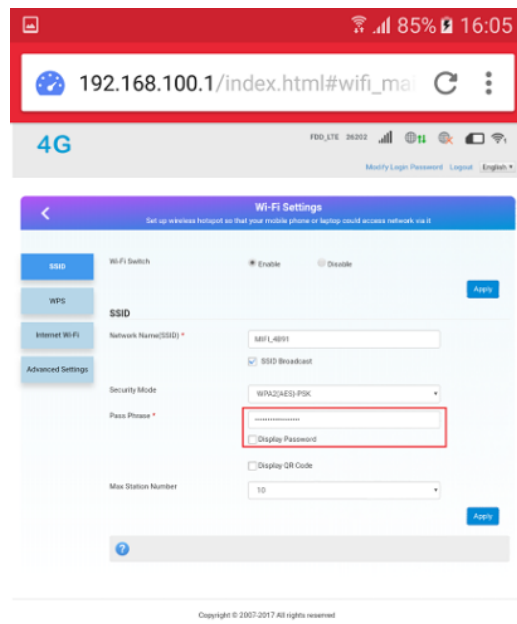 85% 16:05
192.168.100.1/index.html#wifi_mai
4G
FDD_LTE 26202
Modify Login Password Logout English
Wi-Fi Settings
Set up wireless hotspot so that your mobile phone or laptop could access network via it
SSID
Wi-Fi Switch Enable Disable
Apply
WPS
SSID
Internet Wi-Fi
Network Name(SSID) * MIFI_4891
SSID Broadcast
Advanced Settings
Security Mode WPA2(AES)-PSK
Pass Phrase * ••••••••••••••••
Display Password
Display QR Code
Max Station Number 10
Apply
?
Copyright © 2007-2017 All rights reserved